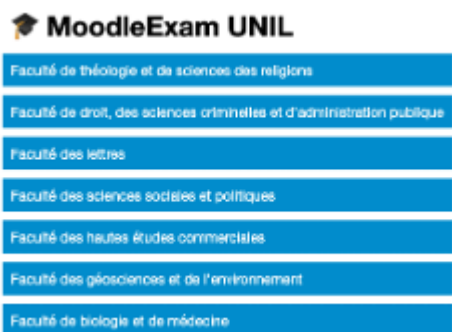 MoodleExam UNIL
Faculté de théologie et de sciences des religions
Faculté de droit, des sciences criminelles et d'administration publique
Faculté des lettres
Faculté des sciences sociales et politiques
Faculté des hautes études commerciales
Faculté des géosciences et de l'environnement
Faculté de biologie et de médecine